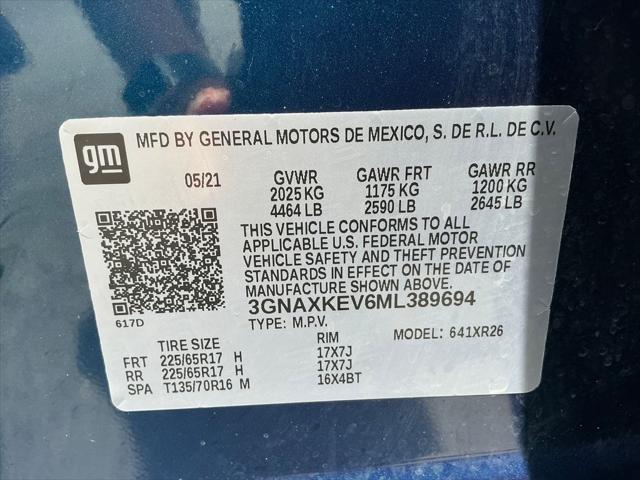 gm
MFD BY GENERAL MOTORS DE MEXICO, S. DE R.L. DE C.V.
05/21 GVWR GAWR FRT GAWR RR
2025 KG 1175 KG 1200 KG
4464 LB 2590 LB 2645 LB
THIS VEHICLE CONFORMS TO ALL
APPLICABLE U.S. FEDERAL MOTOR
VEHICLE SAFETY AND THEFT PREVENTION
STANDARDS IN EFFECT ON THE DATE OF
MANUFACTURE SHOWN ABOVE.
3GNAXKEV6ML389694
617D TYPE: M.P.V. MODEL: 641XR26
TIRE SIZE RIM
FRT 225/65R17 H 17X7J
RR 225/65R17 H 17X7J
SPA T135/70R16 M 16X4BT